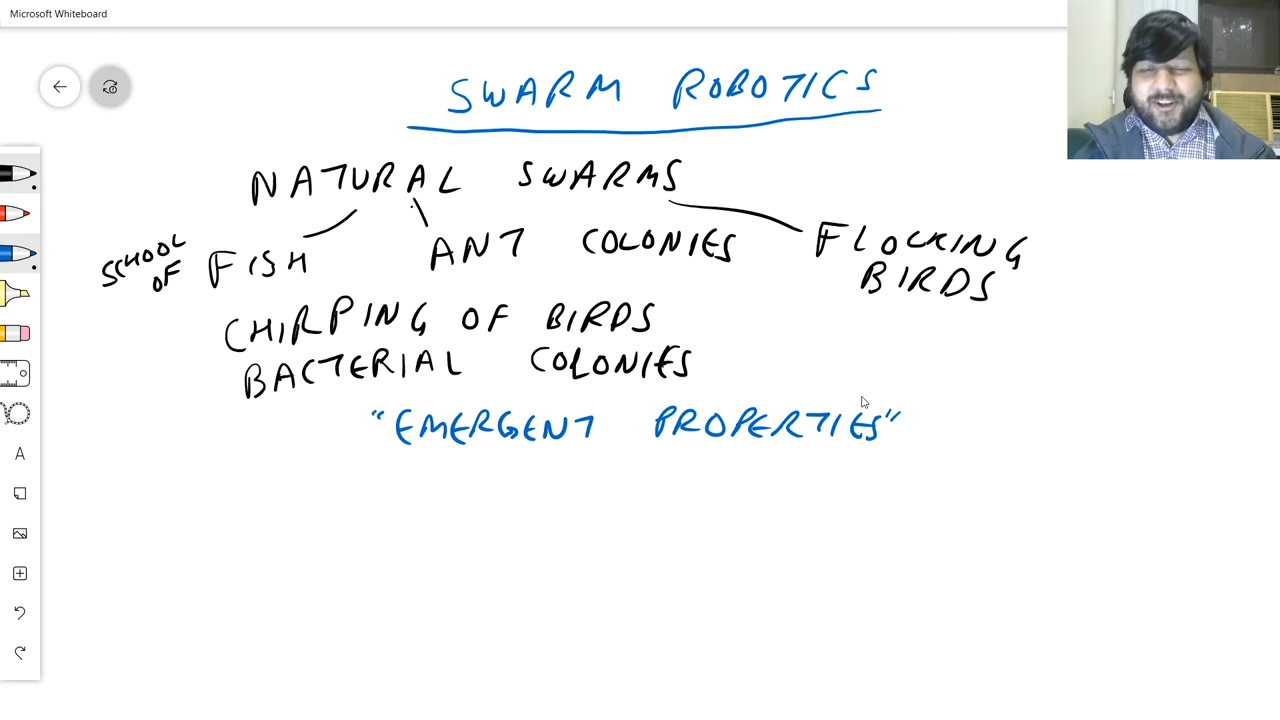 Microsoft Whiteboard
SWARM ROBOTICS
NATURAL SWARMS
SCHOOL OF FISH
ANT COLONIES
FLOCKING BIRDS
CHIRPING OF BIRDS
BACTERIAL COLONIES
"EMERGENT PROPERTIES"
A